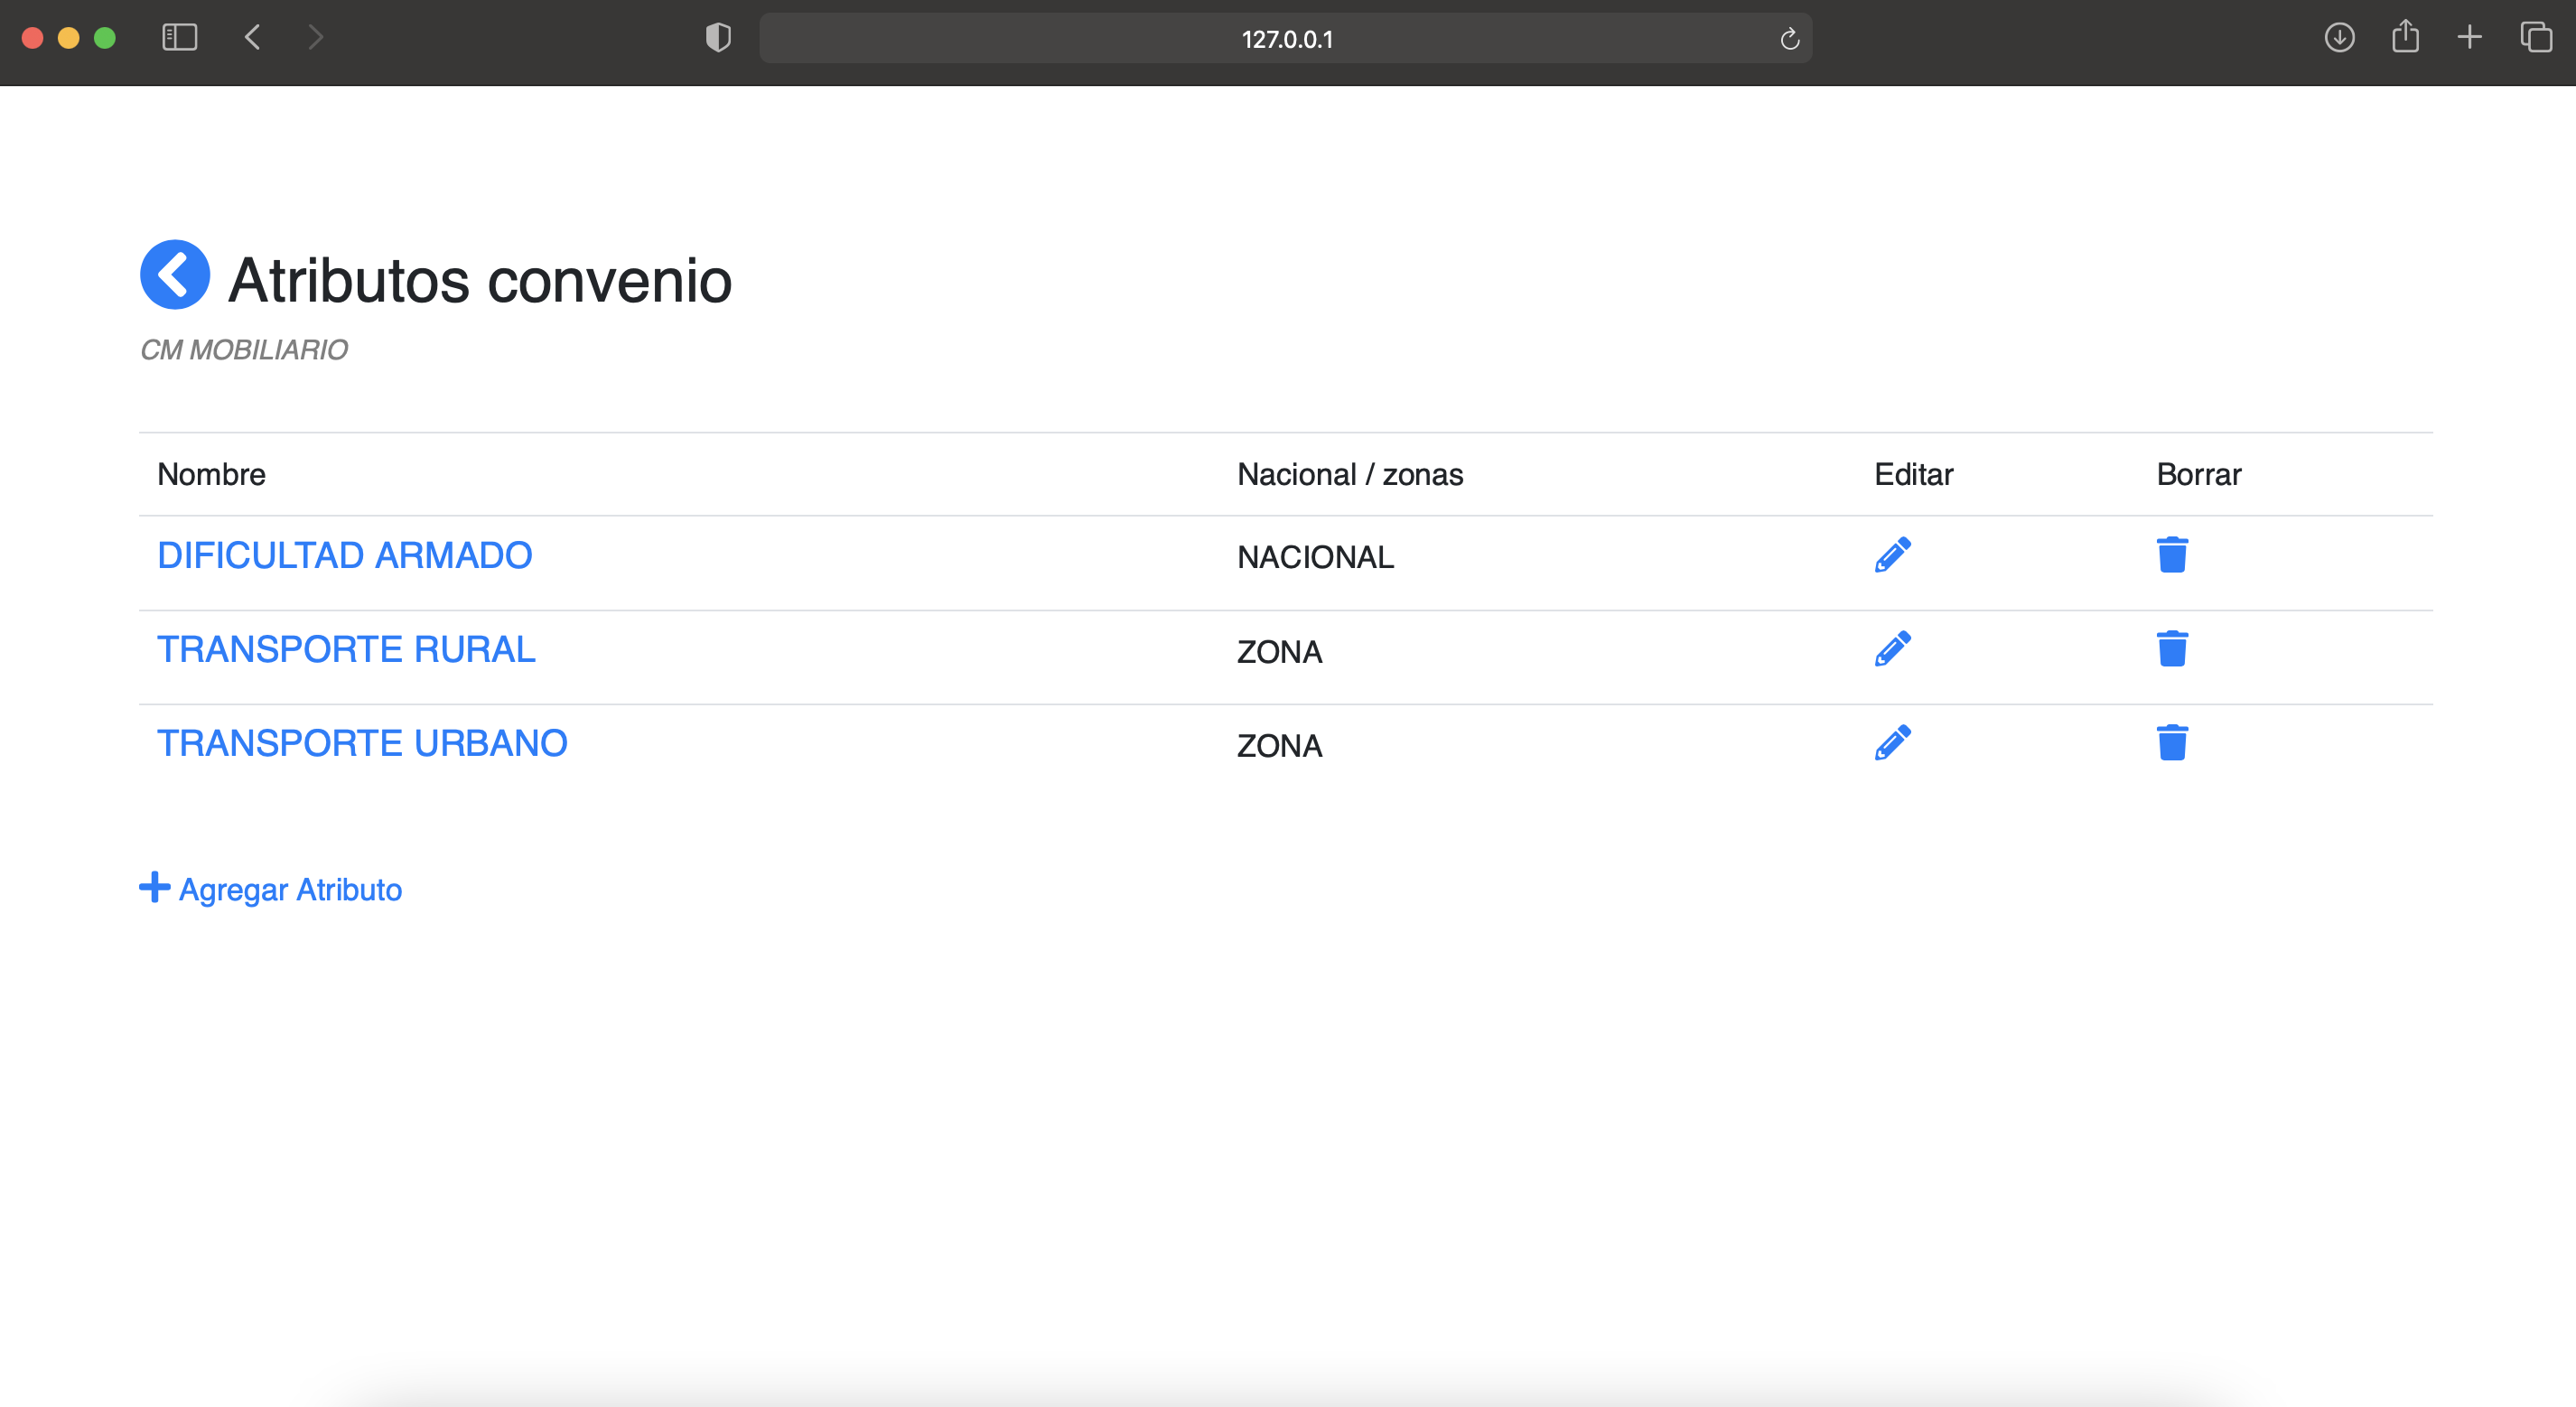 127.0.0.1
Atributos convenio
CM MOBILIARIO
Nombre Nacional / zonas Editar Borrar
DIFICULTAD ARMADO NACIONAL
TRANSPORTE RURAL ZONA
TRANSPORTE URBANO ZONA
Agregar Atributo